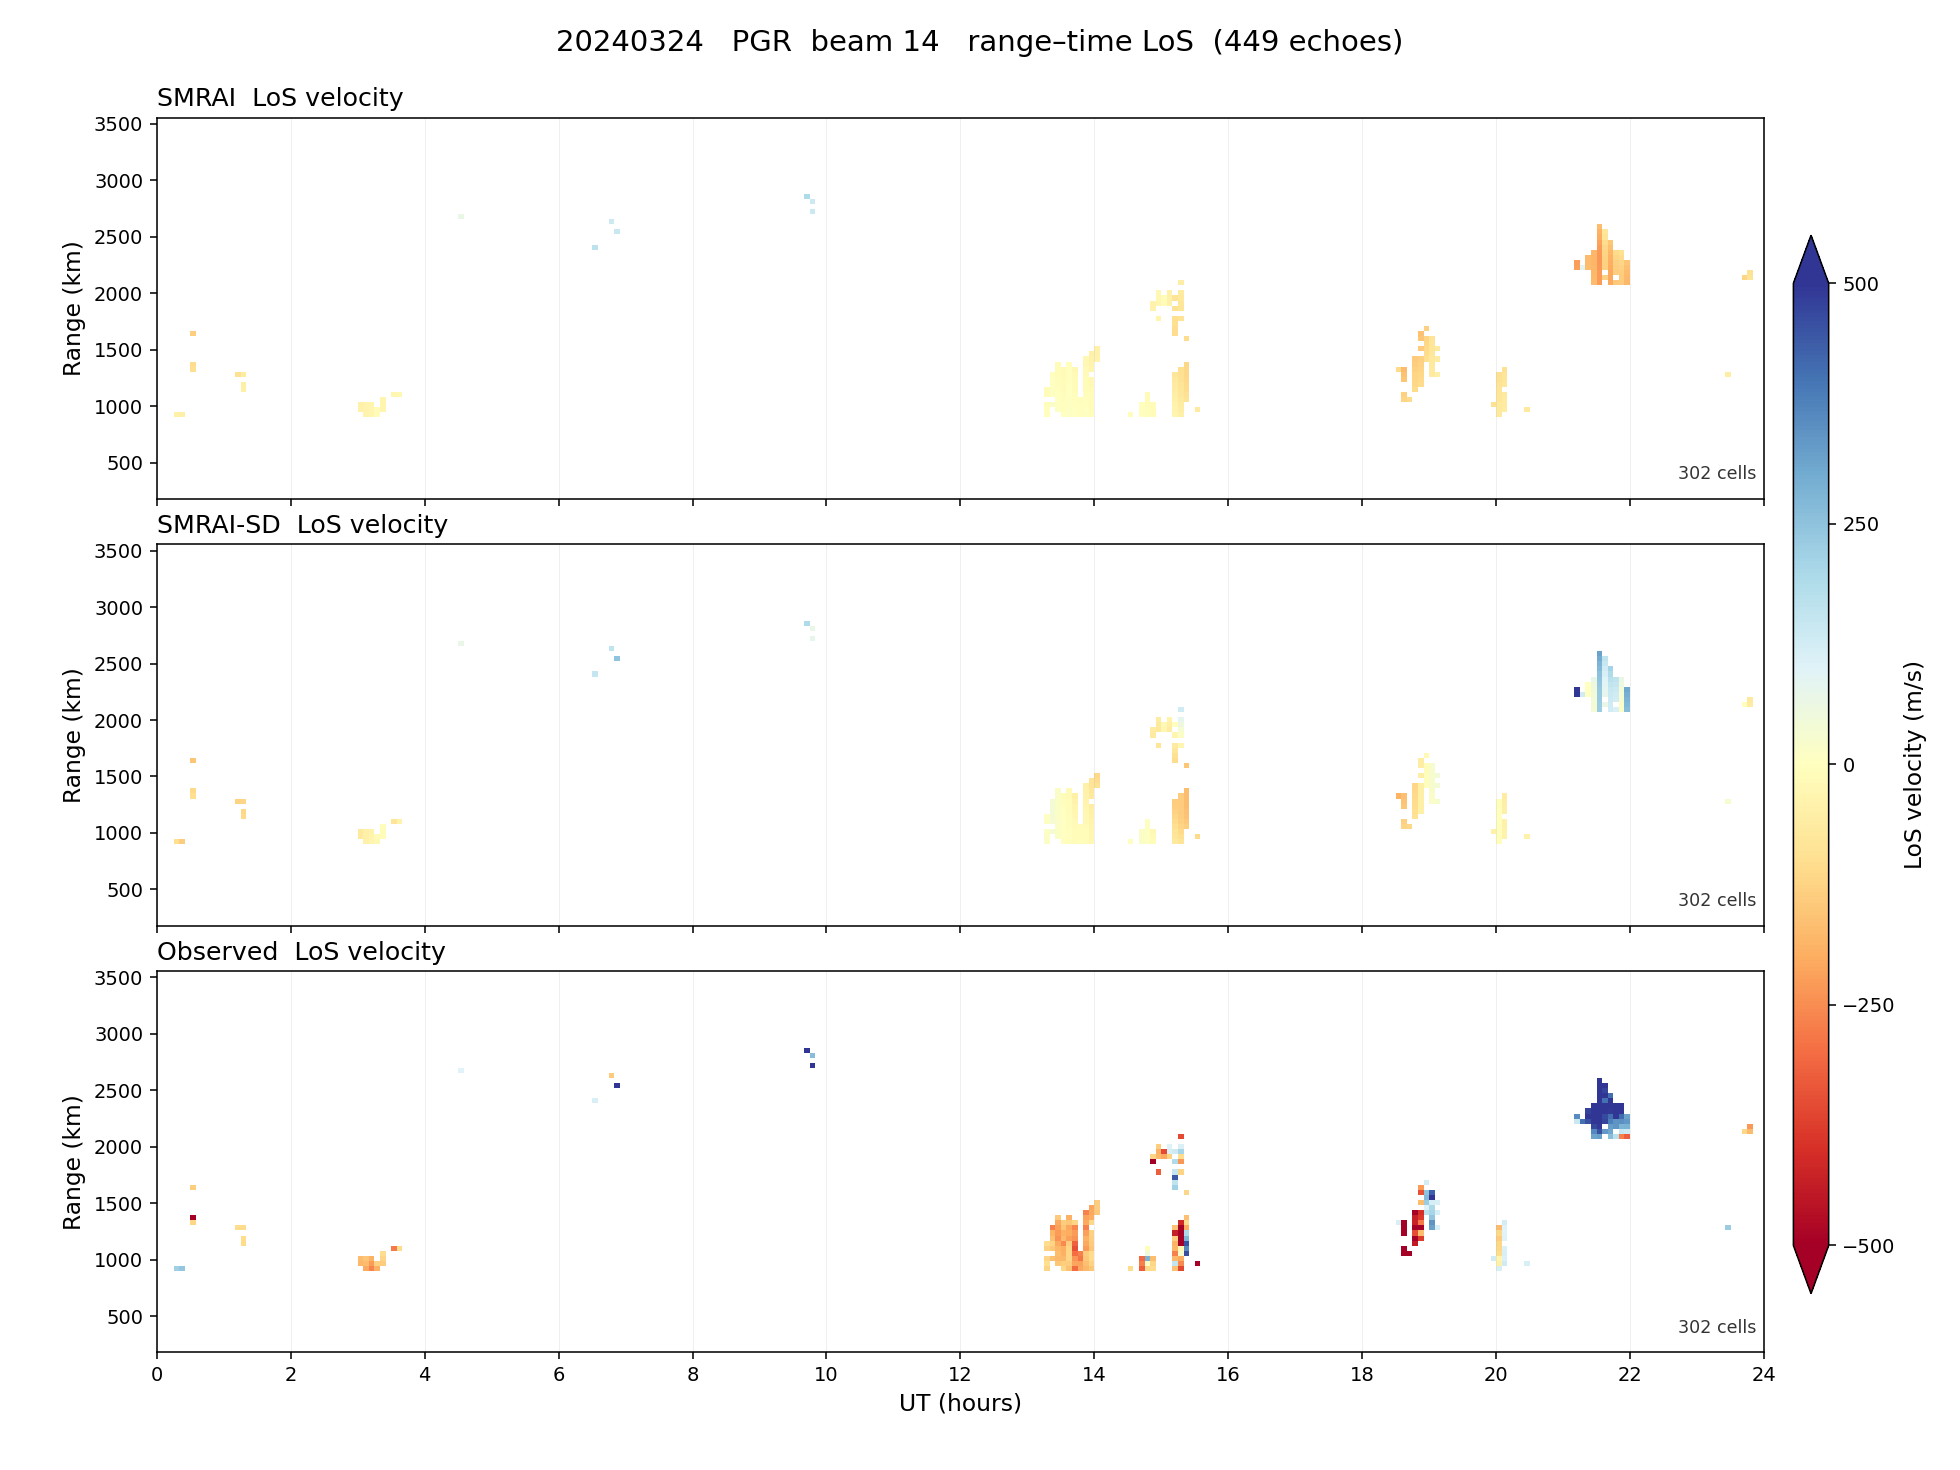 20240324   PGR  beam 14   range–time LoS  (449 echoes)
SMRAI  LoS velocity
3500
3000
2500
2000
1500
1000
500
Range (km)
302 cells
SMRAI-SD  LoS velocity
3500
3000
2500
2000
1500
1000
500
Range (km)
302 cells
Observed  LoS velocity
3500
3000
2500
2000
1500
1000
500
Range (km)
302 cells
0 2 4 6 8 10 12 14 16 18 20 22 24
UT (hours)
500
250
0
−250
−500
LoS velocity (m/s)